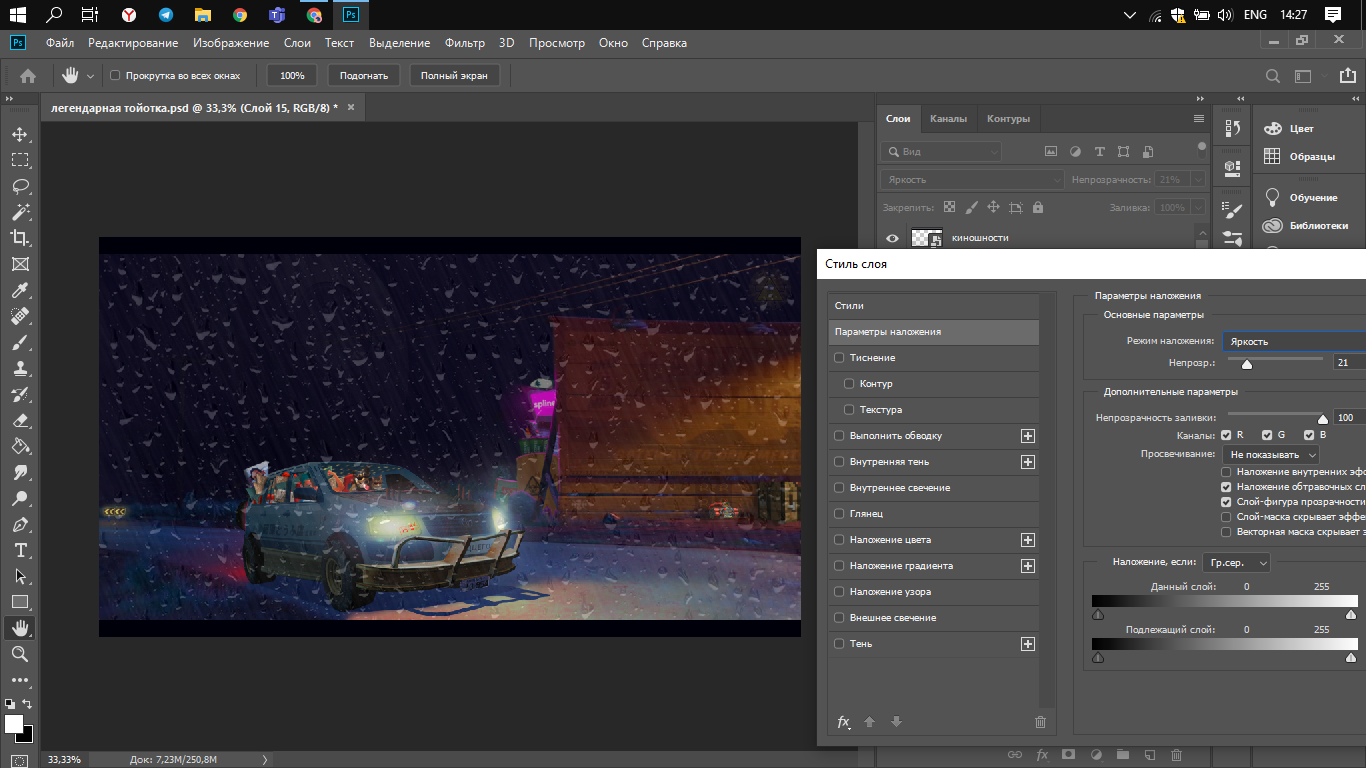 Ps
ENG 14:27
Ps Файл Редактирование Изображение Слои Текст Выделение Фильтр 3D Просмотр Окно Справка
Прокрутка во всех окнах 100% Подогнать Полный экран
легендарная тойотка.psd @ 33,3% (Слой 15, RGB/8) * ×
Слои Каналы Контуры
Вид
Яркость Непрозрачность: 21%
Закрепить: Заливка: 100%
киношности
Цвет
Образцы
Обучение
Библиотеки
spline
Стиль слоя
Стили
Параметры наложения
Тиснение
Контур
Текстура
Выполнить обводку
Внутренняя тень
Внутреннее свечение
Глянец
Наложение цвета
Наложение градиента
Наложение узора
Внешнее свечение
Тень
fx
Параметры наложения
Основные параметры
Режим наложения: Яркость
Непрозр.: 21
Дополнительные параметры
Непрозрачность заливки: 100
Каналы: R G B
Просвечивание: Не показывать
Наложение внутренних эфф
Наложение обтравочных сл
Слой-фигура прозрачности
Слой-маска скрывает эффе
Векторная маска скрывает э
Наложение, если: Гр.сер.
Данный слой: 0 255
Подлежащий слой: 0 255
33,33% Док: 7,23M/250,8M
fx